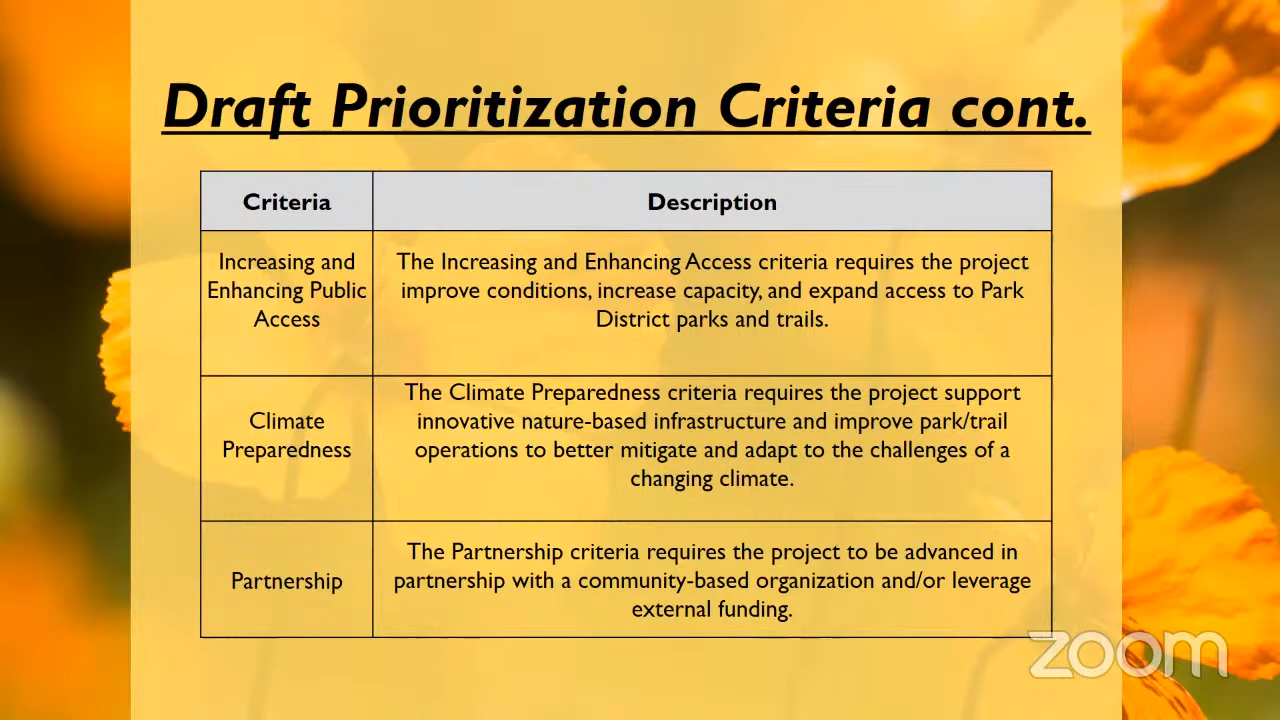 Draft Prioritization Criteria cont.
Criteria
Description
Increasing and
Enhancing Public
Access
The Increasing and Enhancing Access criteria requires the project
improve conditions, increase capacity, and expand access to Park
District parks and trails.
Climate
Preparedness
The Climate Preparedness criteria requires the project support
innovative nature-based infrastructure and improve park/trail
operations to better mitigate and adapt to the challenges of a
changing climate.
Partnership
The Partnership criteria requires the project to be advanced in
partnership with a community-based organization and/or leverage
external funding.
zoom